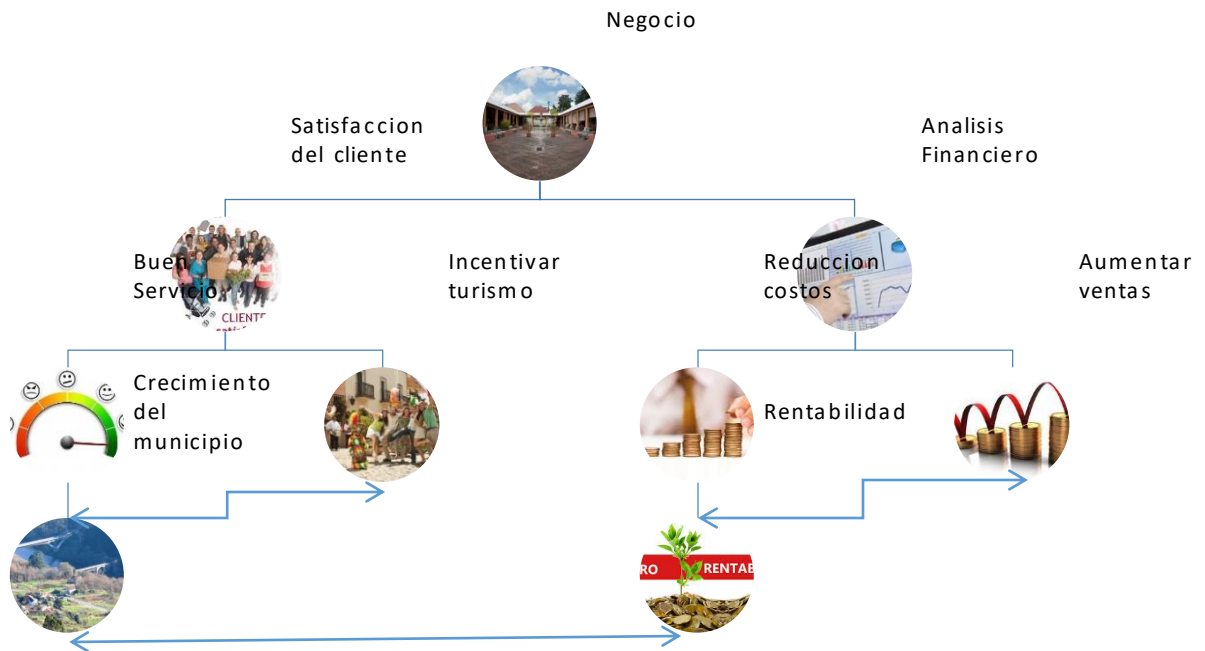 Negocio
Satisfaccion
del cliente
Analisis
Financiero
Buen
Servicio
CLIENTE
Incentivar
turismo
Reduccion
costos
Aumentar
ventas
Crecimiento
del
municipio
Rentabilidad
RO
RENTAB